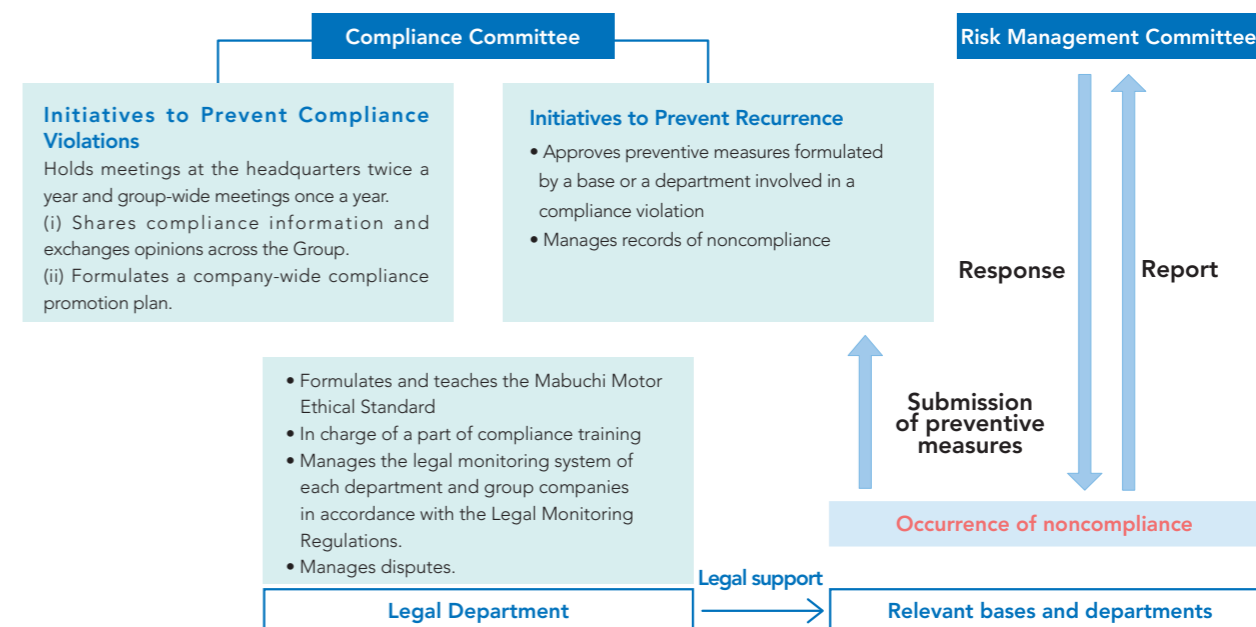 Compliance Committee
Risk Management Committee
Initiatives to Prevent Compliance
Violations
Holds meetings at the headquarters twice a
year and group-wide meetings once a year.
(i) Shares compliance information and
exchanges opinions across the Group.
(ii) Formulates a company-wide compliance
promotion plan.
Initiatives to Prevent Recurrence
• Approves preventive measures formulated
by a base or a department involved in a
compliance violation
• Manages records of noncompliance
Response
Report
• Formulates and teaches the Mabuchi Motor
Ethical Standard
• In charge of a part of compliance training
• Manages the legal monitoring system of
each department and group companies
in accordance with the Legal Monitoring
Regulations.
• Manages disputes.
Submission
of preventive
measures
Occurrence of noncompliance
Legal Department
Legal support
Relevant bases and departments